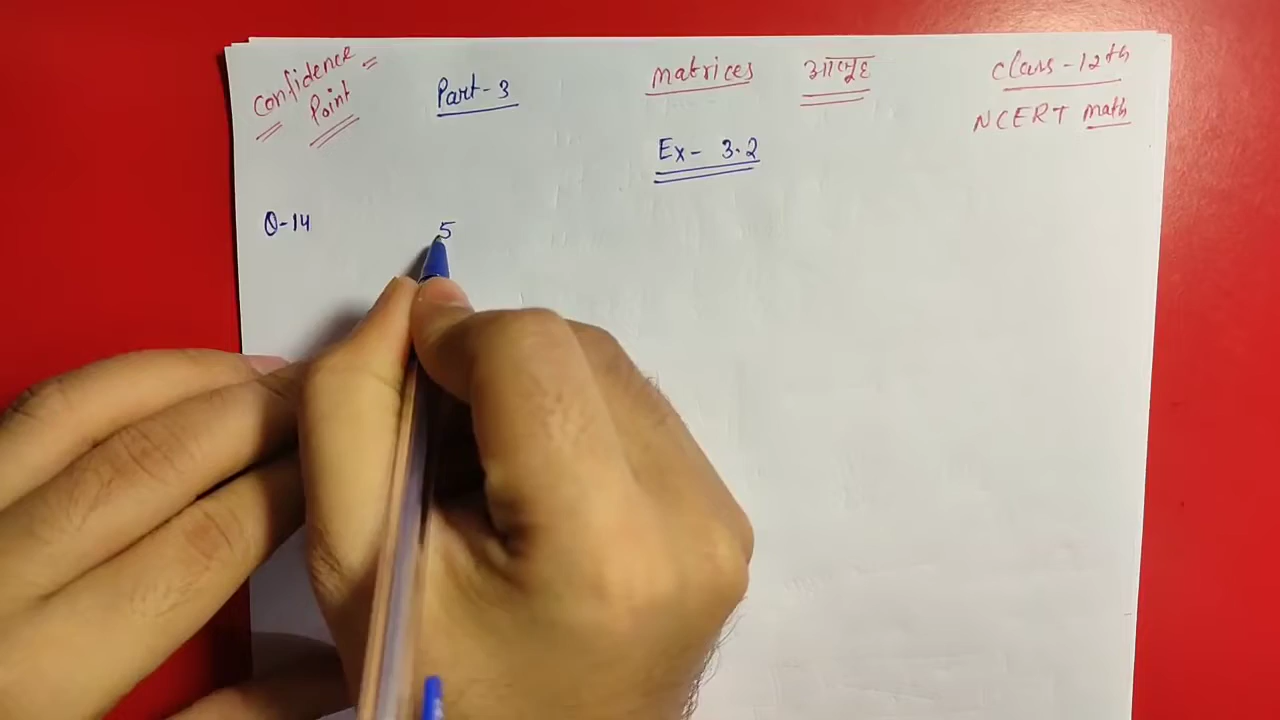 Confidence Point
Part-3
Matrices आव्यूह
Class-12th
NCERT Math
Ex- 3.2
Q-14
5